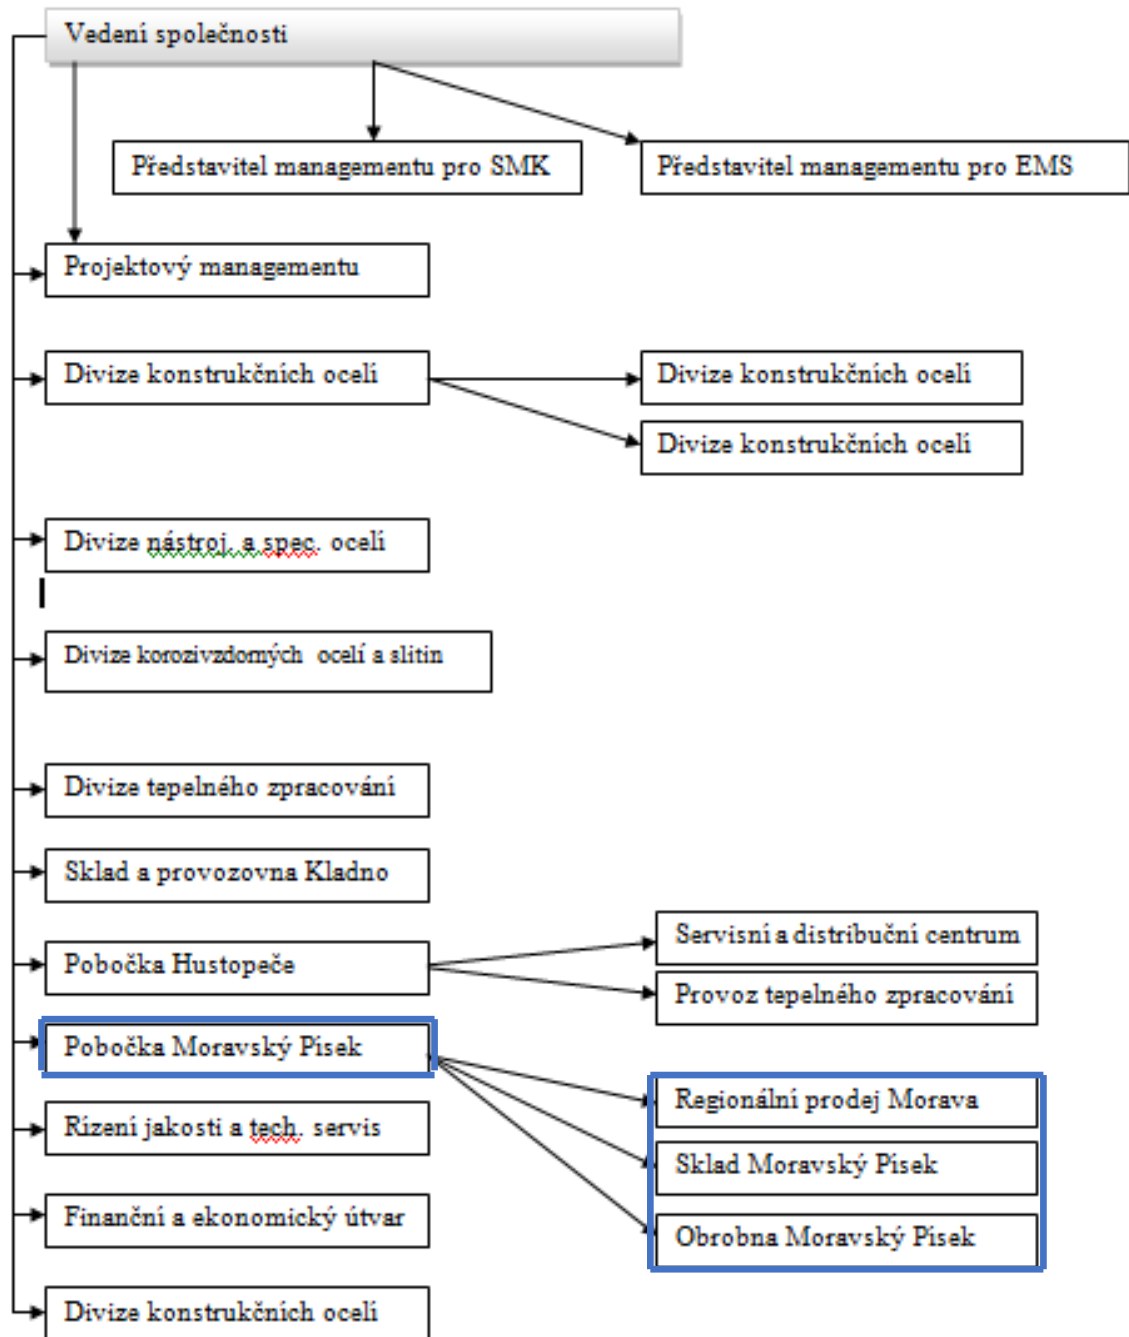 Vedení společnosti
Představitel managementu pro SMK
Představitel managementu pro EMS
Projektový managementu
Divize konstrukčních ocelí
Divize konstrukčních ocelí
Divize konstrukčních ocelí
Divize nástroj. a spec. ocelí
Divize korozivzdorných ocelí a slitin
Divize tepelného zpracování
Sklad a provozovna Kladno
Servisní a distribuční centrum
Pobočka Hustopeče
Provoz tepelného zpracování
Pobočka Moravský Písek
Regionální prodej Morava
Řízení jakosti a tech. servis
Sklad Moravský Písek
Finanční a ekonomický útvar
Obrobna Moravský Písek
Divize konstrukčních ocelí